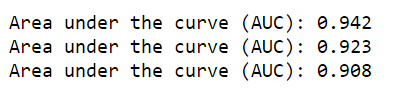 Area under the curve (AUC): 0.942
Area under the curve (AUC): 0.923
Area under the curve (AUC): 0.908